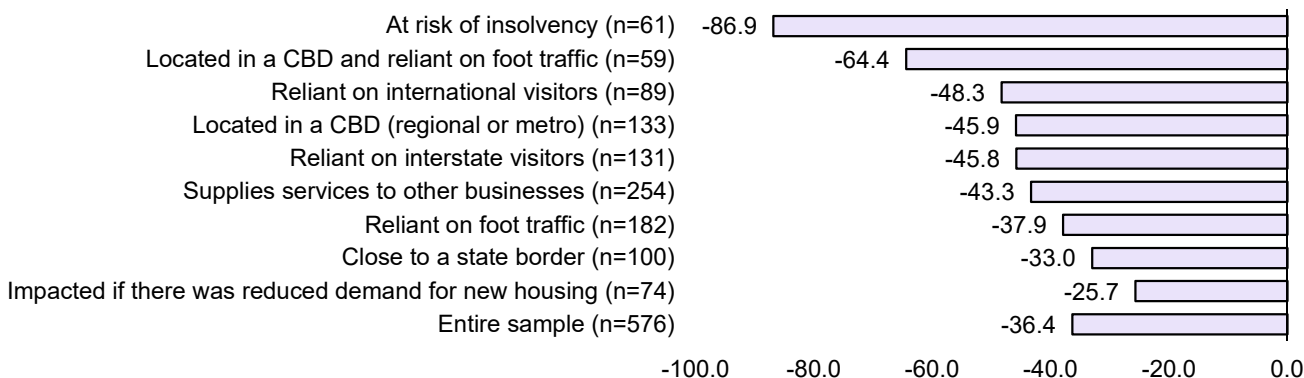 At risk of insolvency (n=61) -86.9
Located in a CBD and reliant on foot traffic (n=59) -64.4
Reliant on international visitors (n=89) -48.3
Located in a CBD (regional or metro) (n=133) -45.9
Reliant on interstate visitors (n=131) -45.8
Supplies services to other businesses (n=254) -43.3
Reliant on foot traffic (n=182) -37.9
Close to a state border (n=100) -33.0
Impacted if there was reduced demand for new housing (n=74) -25.7
Entire sample (n=576) -36.4
-100.0 -80.0 -60.0 -40.0 -20.0 0.0